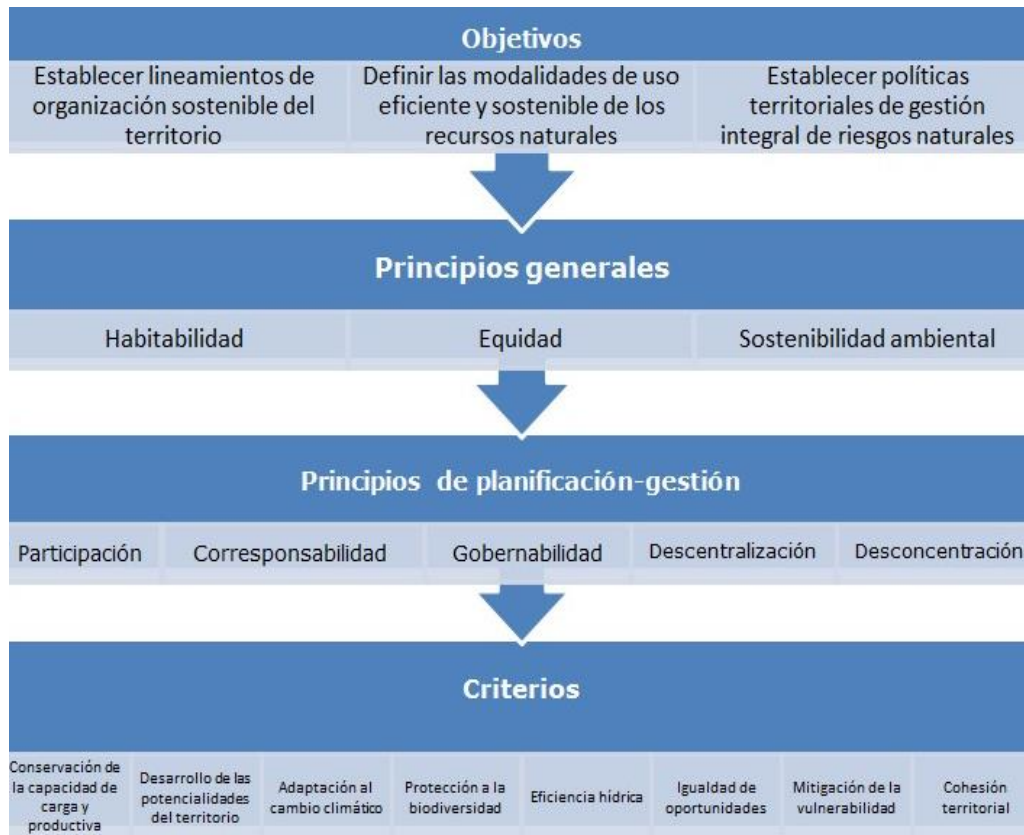 Objetivos
Establecer lineamientos de
organización sostenible del
territorio
Definir las modalidades de uso
eficiente y sostenible de los
recursos naturales
Establecer políticas
territoriales de gestión
integral de riesgos naturales
Principios generales
Habitabilidad
Equidad
Sostenibilidad ambiental
Principios de planificación-gestión
Participación
Corresponsabilidad
Gobernabilidad
Descentralización
Desconcentración
Criterios
Conservación de
la capacidad de
carga y
productiva
Desarrollo de las
potencialidades
del territorio
Adaptación al
cambio climático
Protección a la
biodiversidad
Eficiencia hídrica
Igualdad de
oportunidades
Mitigación de la
vulnerabilidad
Cohesión
territorial